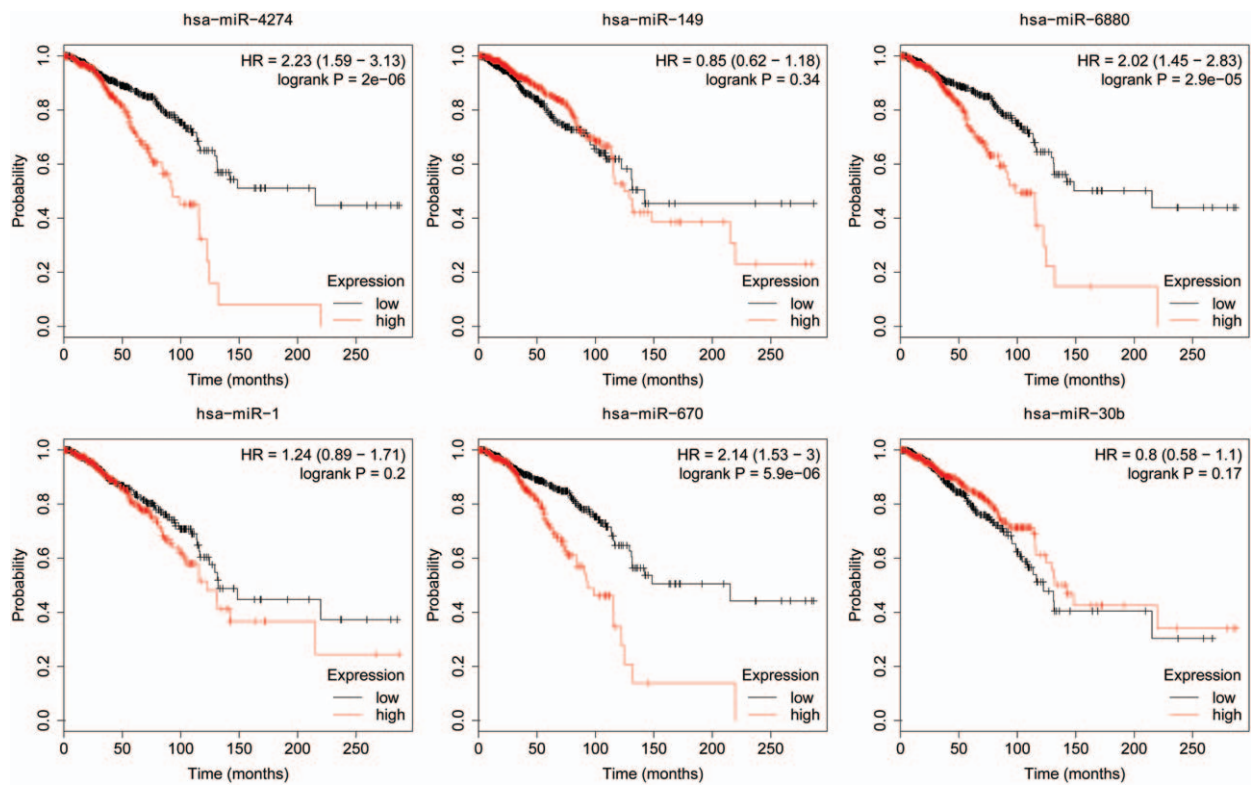 hsa-miR-4274
HR = 2.23 (1.59 – 3.13)
logrank P = 2e-06
Probability
1.0
0.8
0.6
0.4
0.2
0.0
Expression
low
high
0 50 100 150 200 250
Time (months)
hsa-miR-149
HR = 0.85 (0.62 – 1.18)
logrank P = 0.34
Probability
1.0
0.8
0.6
0.4
0.2
0.0
Expression
low
high
0 50 100 150 200 250
Time (months)
hsa-miR-6880
HR = 2.02 (1.45 – 2.83)
logrank P = 2.9e-05
Probability
1.0
0.8
0.6
0.4
0.2
0.0
Expression
low
high
0 50 100 150 200 250
Time (months)
hsa-miR-1
HR = 1.24 (0.89 – 1.71)
logrank P = 0.2
Probability
1.0
0.8
0.6
0.4
0.2
0.0
Expression
low
high
0 50 100 150 200 250
Time (months)
hsa-miR-670
HR = 2.14 (1.53 – 3)
logrank P = 5.9e-06
Probability
1.0
0.8
0.6
0.4
0.2
0.0
Expression
low
high
0 50 100 150 200 250
Time (months)
hsa-miR-30b
HR = 0.8 (0.58 – 1.1)
logrank P = 0.17
Probability
1.0
0.8
0.6
0.4
0.2
0.0
Expression
low
high
0 50 100 150 200 250
Time (months)